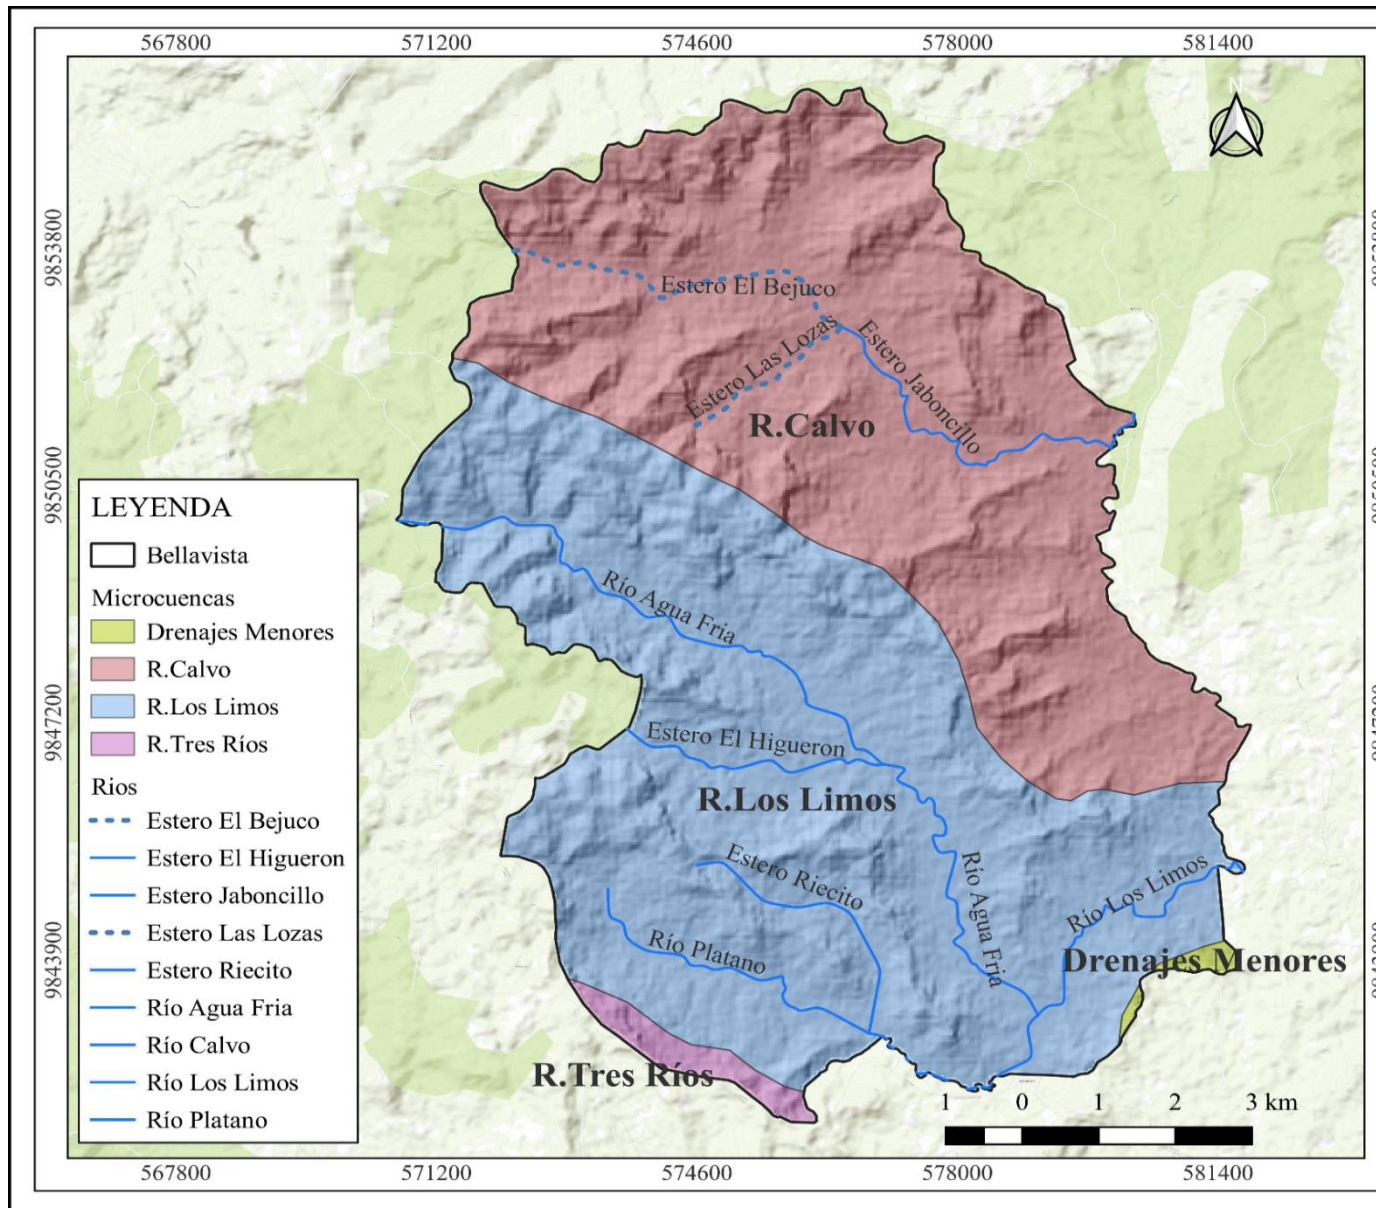 567800 571200 574600 578000 581400
N
9853800
9850500
9847200
9843900
Estero El Bejuco
Estero Las Lozas
Estero Jaboncillo
R.Calvo
Río Agua Fria
Estero El Higueron
R.Los Limos
Estero Riecito
Río Agua Fria
Río Los Limos
Río Platano
Drenajes Menores
R.Tres Ríos
LEYENDA
Bellavista
Microcuencas
Drenajes Menores
R.Calvo
R.Los Limos
R.Tres Ríos
Rios
Estero El Bejuco
Estero El Higueron
Estero Jaboncillo
Estero Las Lozas
Estero Riecito
Río Agua Fria
Río Calvo
Río Los Limos
Río Platano
1 0 1 2 3 km
567800 571200 574600 578000 581400